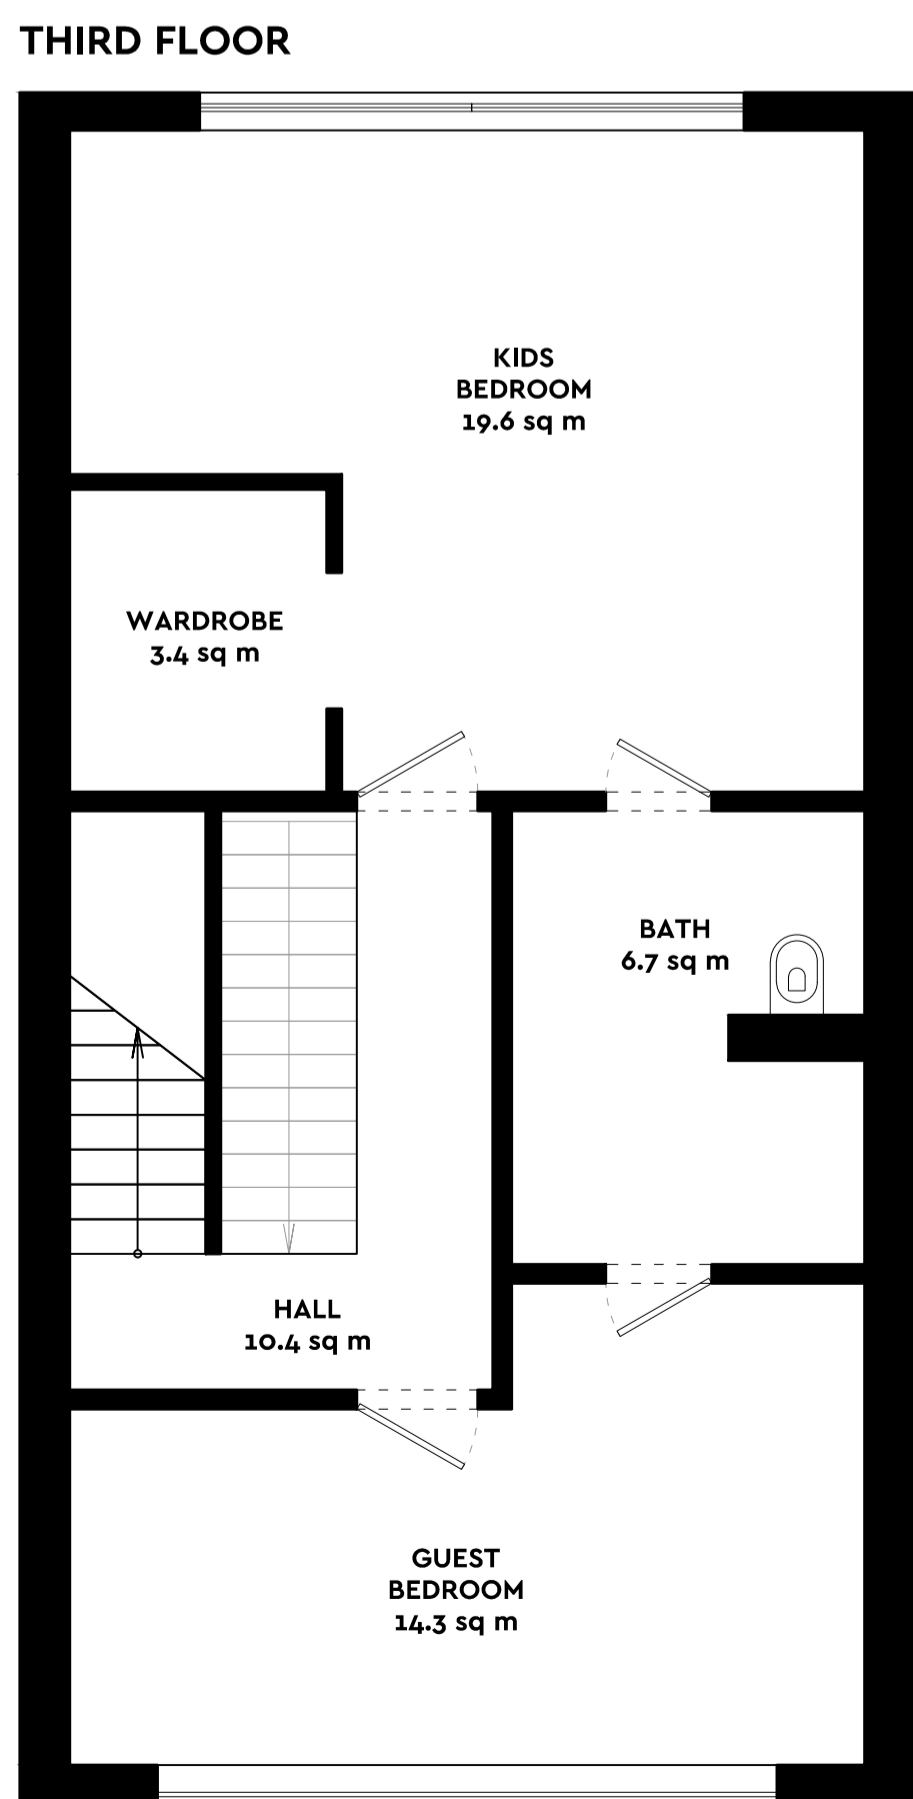 THIRD FLOOR
KIDS
BEDROOM
19.6 sq m
WARDROBE
3.4 sq m
BATH
6.7 sq m
HALL
10.4 sq m
GUEST
BEDROOM
14.3 sq m